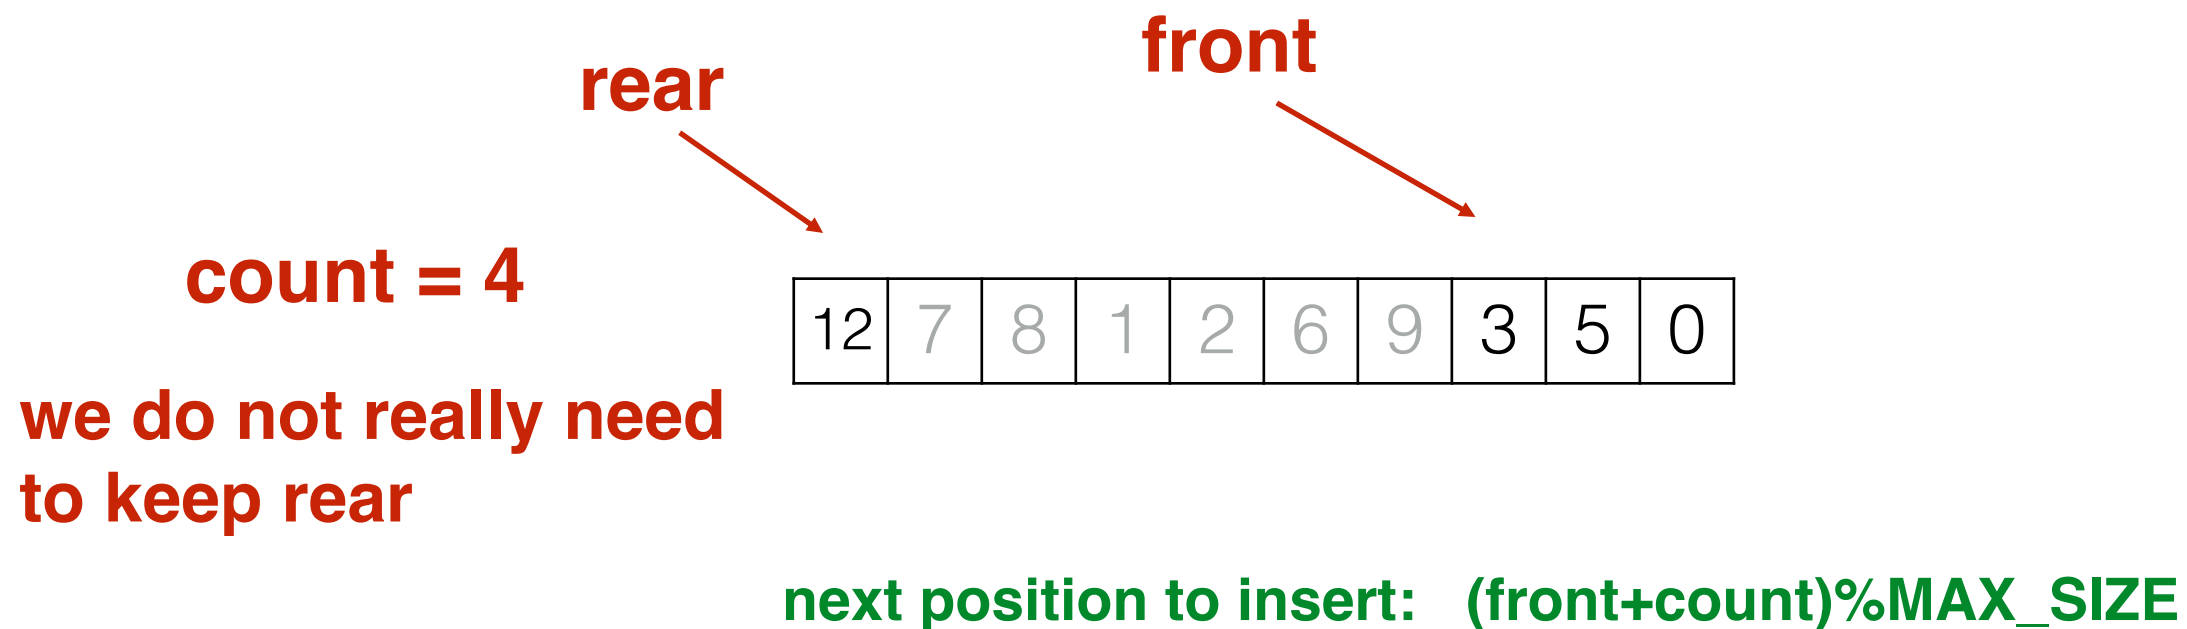 front
rear
count = 4
12 7 8 1 2 6 9 3 5 0
we do not really need
to keep rear
next position to insert: (front+count)%MAX_SIZE